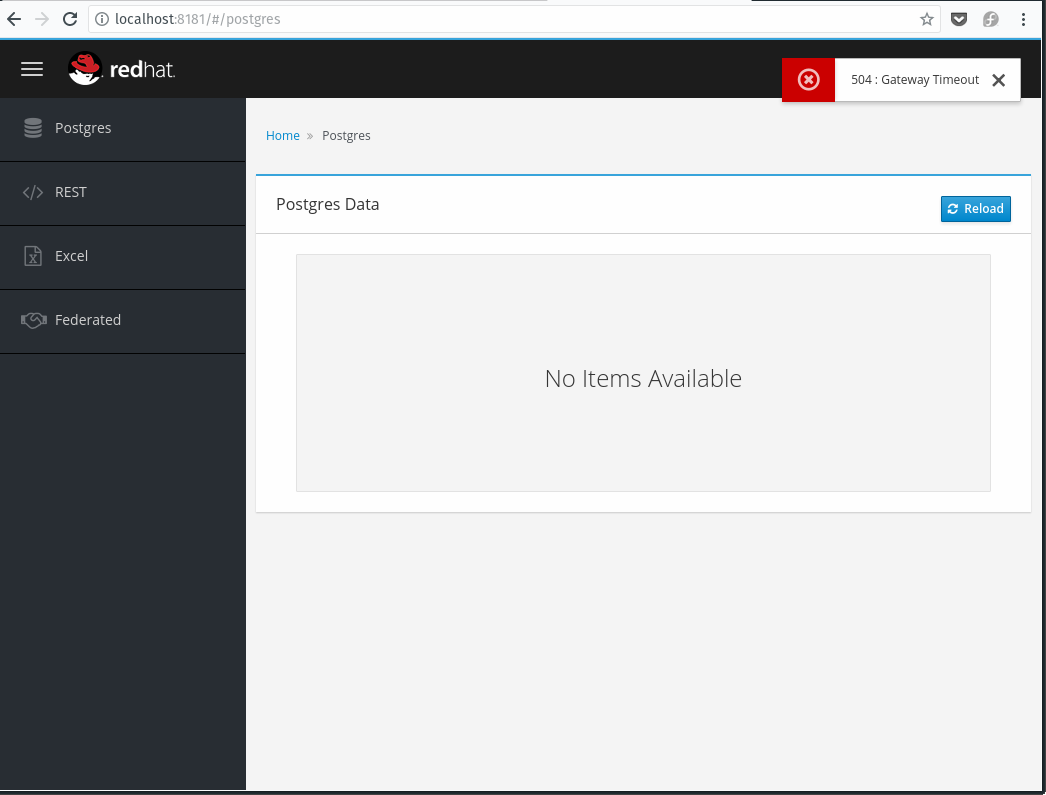 localhost:8181/#/postgres
redhat.
504 : Gateway Timeout
Postgres
REST
Excel
Federated
Home » Postgres
Postgres Data
Reload
No Items Available